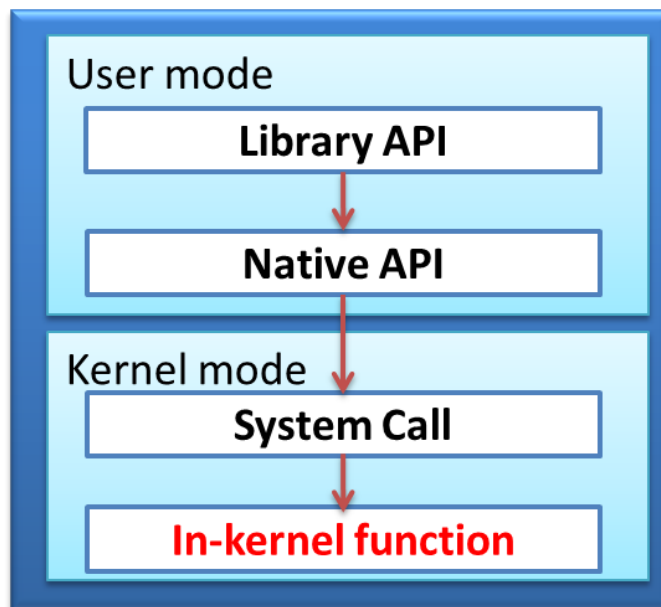 User mode
Library API
Native API
Kernel mode
System Call
In-kernel function